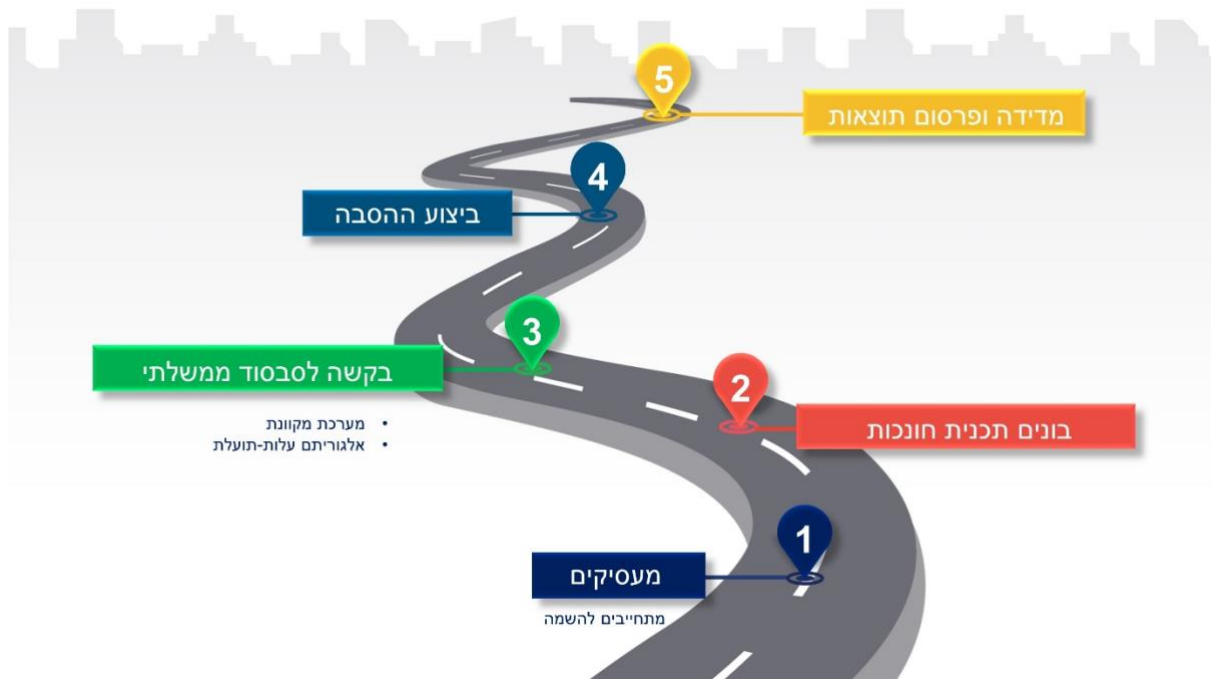 5
מדידה ופרסום תוצאות
4
ביצוע ההסבה
3
בקשה לסבסוד ממשלתי
• מערכת מקוונת
• אלגוריתם עלות-תועלת
2
בונים תכנית חונכות
1
מעסיקים
מתחייבים להשמה